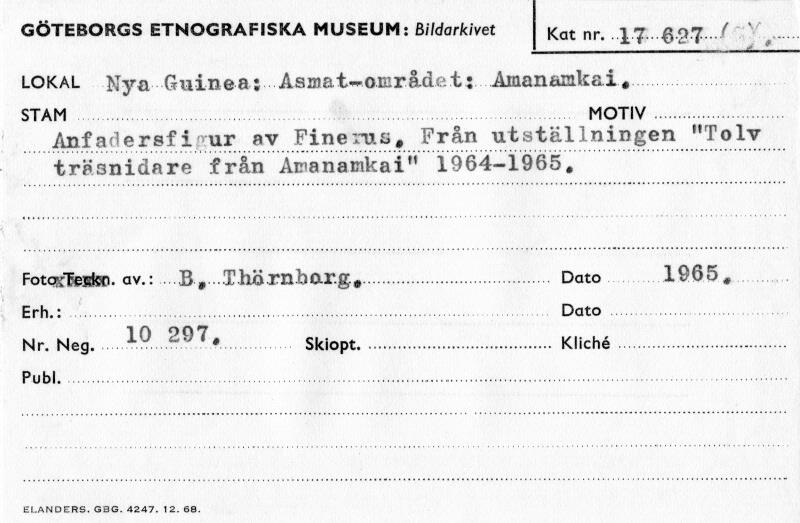 GÖTEBORGS ETNOGRAFISKA MUSEUM: Bildarkivet Kat nr. 17 627 (G).
LOKAL Nya Guinea: Asmat-området: Amanamkai.
STAM MOTIV
Anfadersfigur av Finerus. Från utställningen "Tolv
träsnidare från Amanamkai" 1964-1965.
Foto Teckn. av.: B. Thörnborg. Dato 1965.
Erh.: Dato
Nr. Neg. 10 297. Skiopt. Kliché
Publ.
ELANDERS. GBG. 4247. 12. 68.